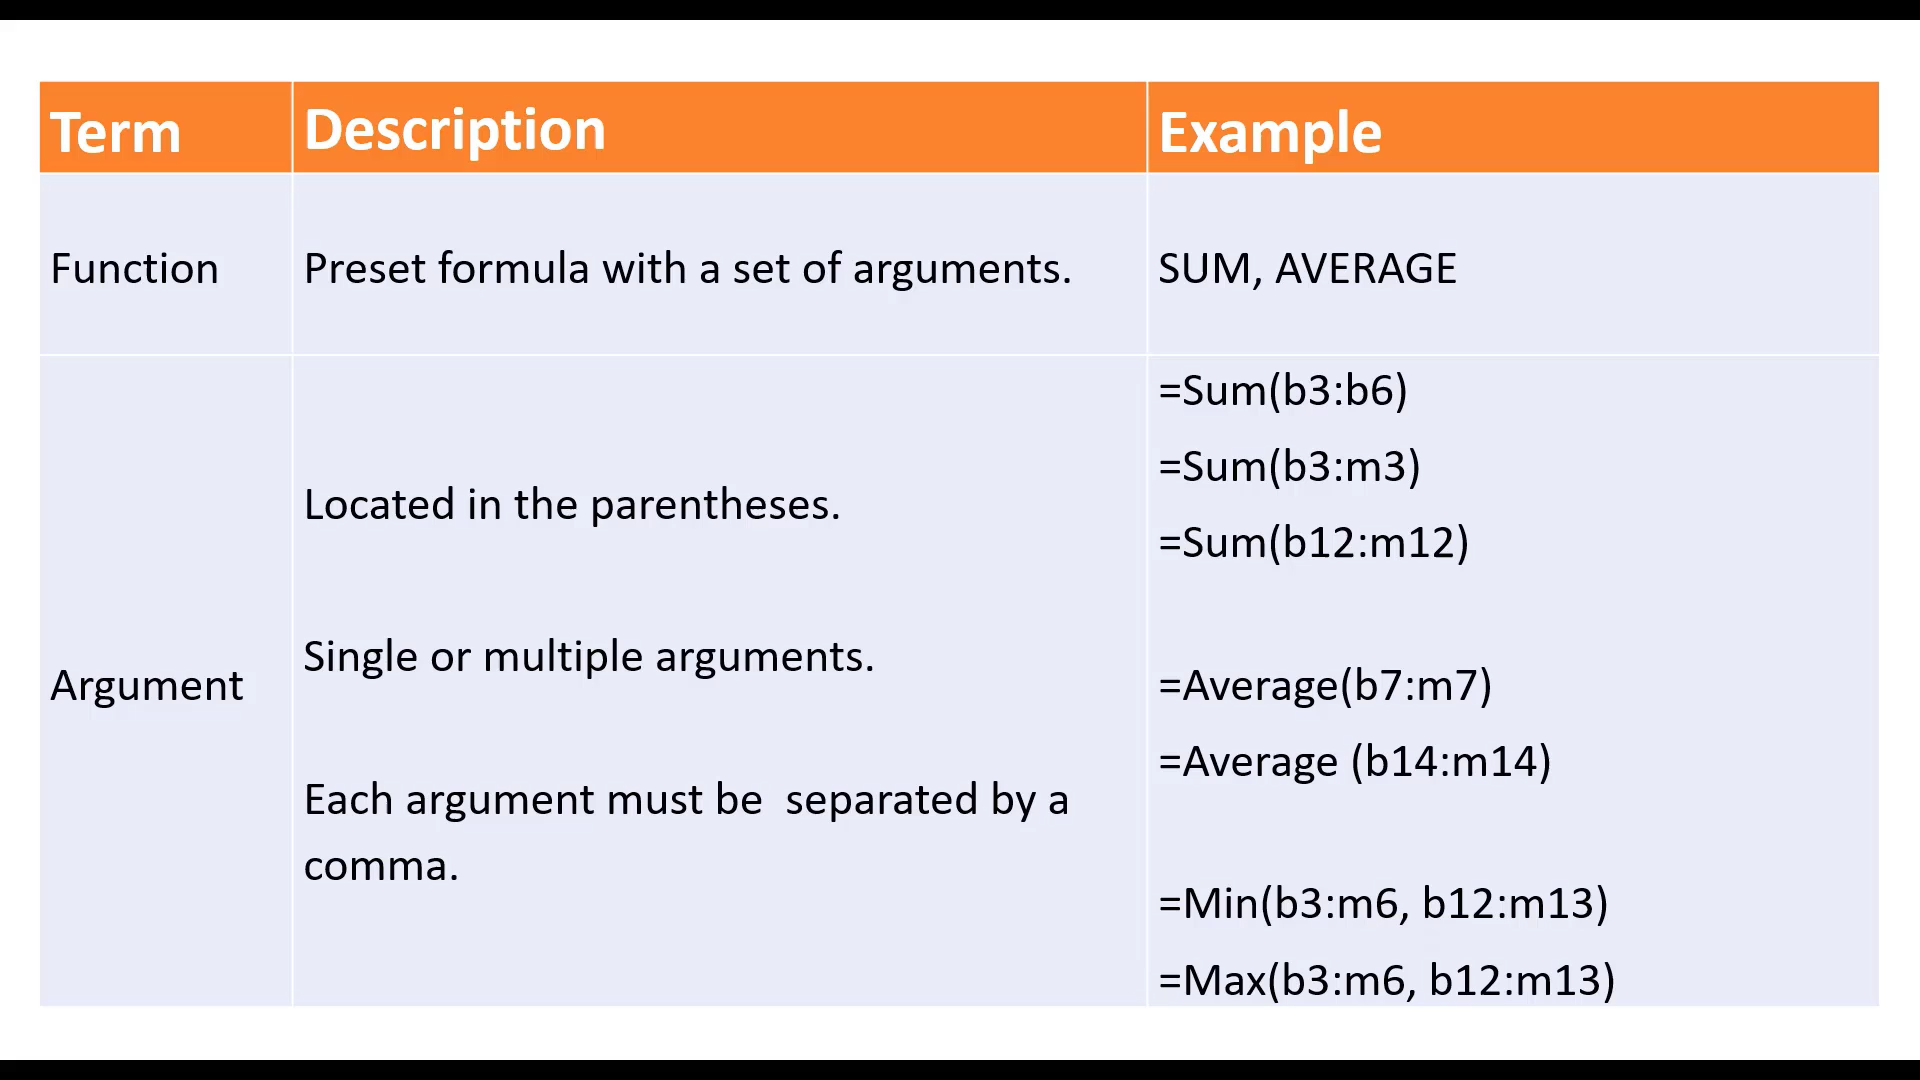 Term
Description
Example
Function
Preset formula with a set of arguments.
SUM, AVERAGE
Argument
Located in the parentheses.
Single or multiple arguments.
Each argument must be  separated by a
comma.
=Sum(b3:b6)
=Sum(b3:m3)
=Sum(b12:m12)
=Average(b7:m7)
=Average (b14:m14)
=Min(b3:m6, b12:m13)
=Max(b3:m6, b12:m13)